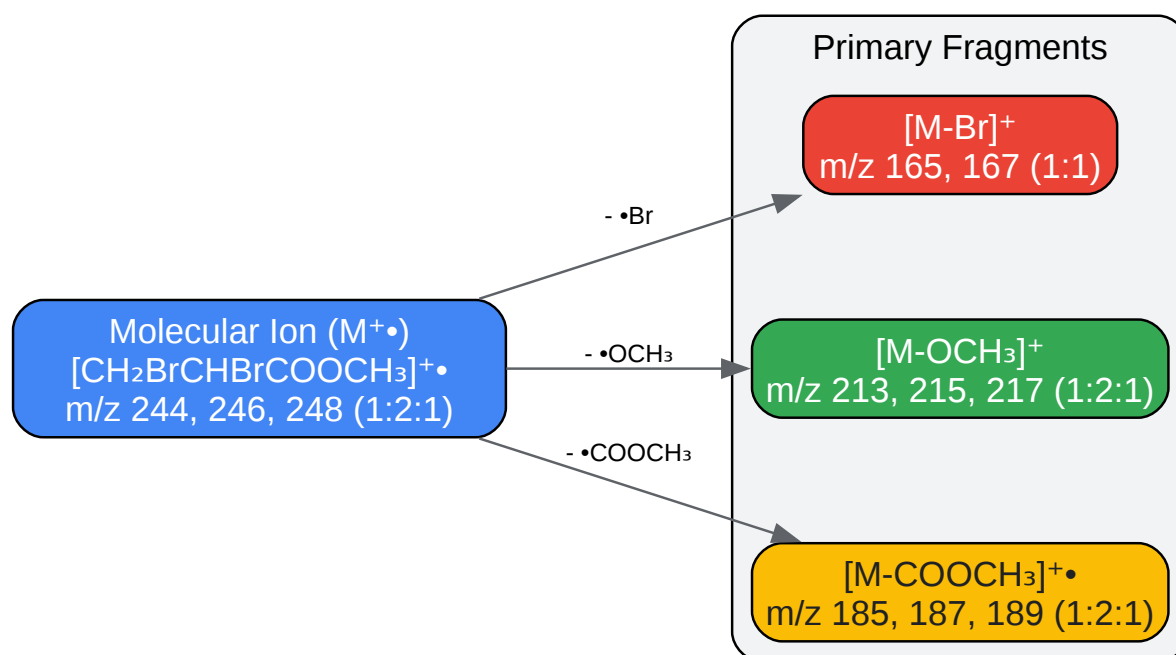 Primary Fragments
[M-Br]⁺
m/z 165, 167 (1:1)
- •Br
Molecular Ion (M⁺•)
[CH₂BrCHBrCOOCH₃]⁺•
m/z 244, 246, 248 (1:2:1)
- •OCH₃
[M-OCH₃]⁺
m/z 213, 215, 217 (1:2:1)
- •COOCH₃
[M-COOCH₃]⁺•
m/z 185, 187, 189 (1:2:1)